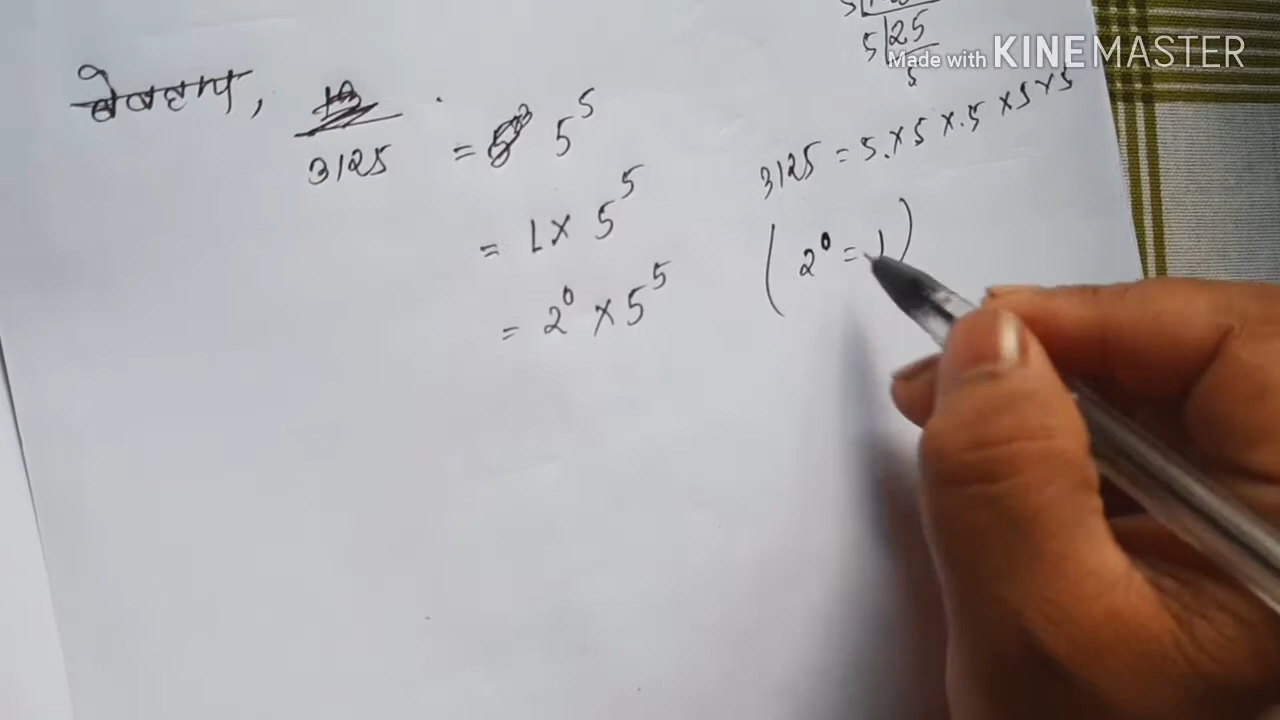 5 25
5
Made with KINEMASTER
3125 = 5^5
3125 = 5 × 5 × 5 × 5 × 5
= 1 × 5^5
(2^0 = 1)
= 2^0 × 5^5